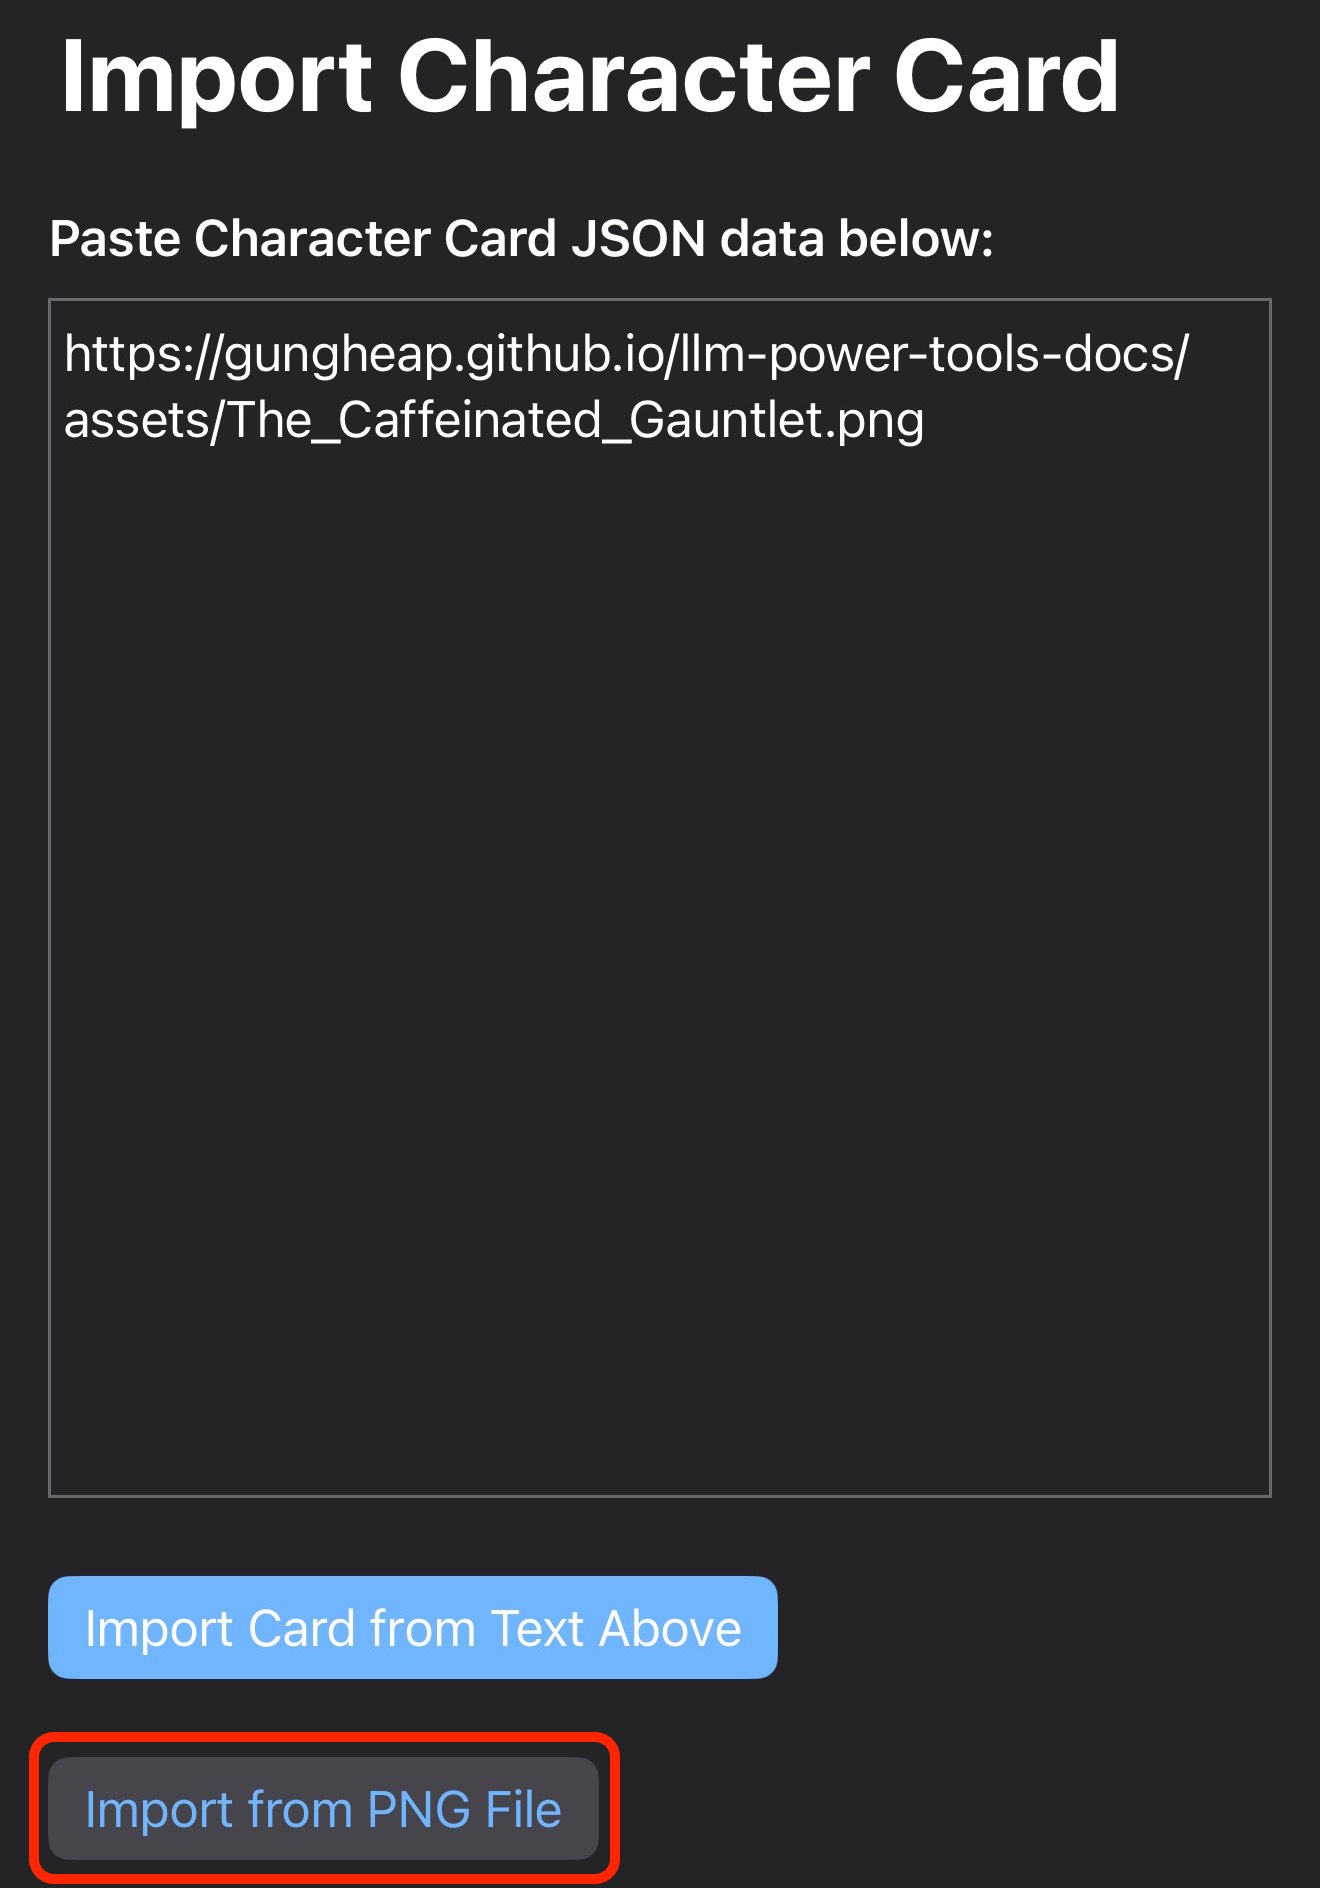 Import Character Card
Paste Character Card JSON data below:
https://gungheap.github.io/llm-power-tools-docs/
assets/The_Caffeinated_Gauntlet.png
Import Card from Text Above
Import from PNG File